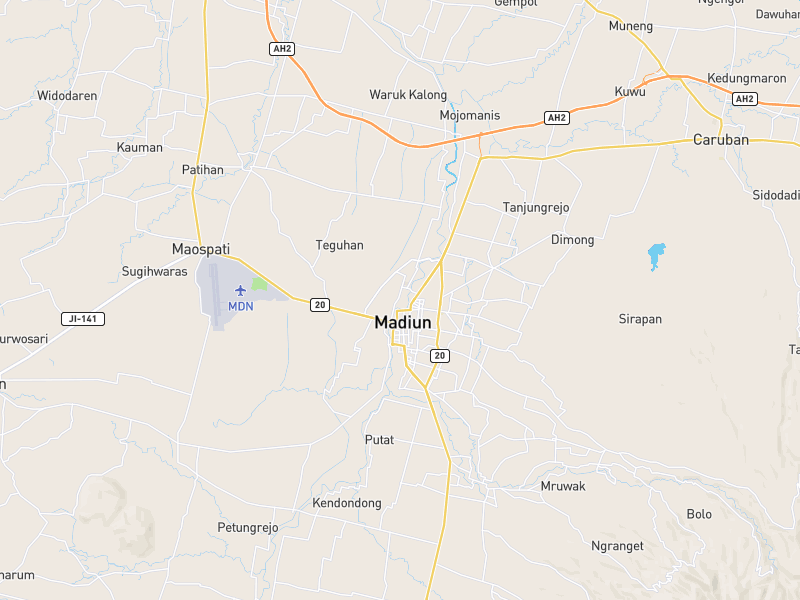 Gempol
Ngengor
Dawuhan
Muneng
AH2
Kedungmaron
Widodaren
Waruk Kalong
Kuwu
AH2
Mojomanis
AH2
Caruban
Kauman
Patihan
Sidodadi
Tanjungrejo
Dimong
Maospati
Teguhan
Sugihwaras
MDN
20
JI-141
Madiun
Sirapan
urwosari
20
Ta
n
Putat
Mruwak
Kendondong
Bolo
Petungrejo
Ngranget
narum